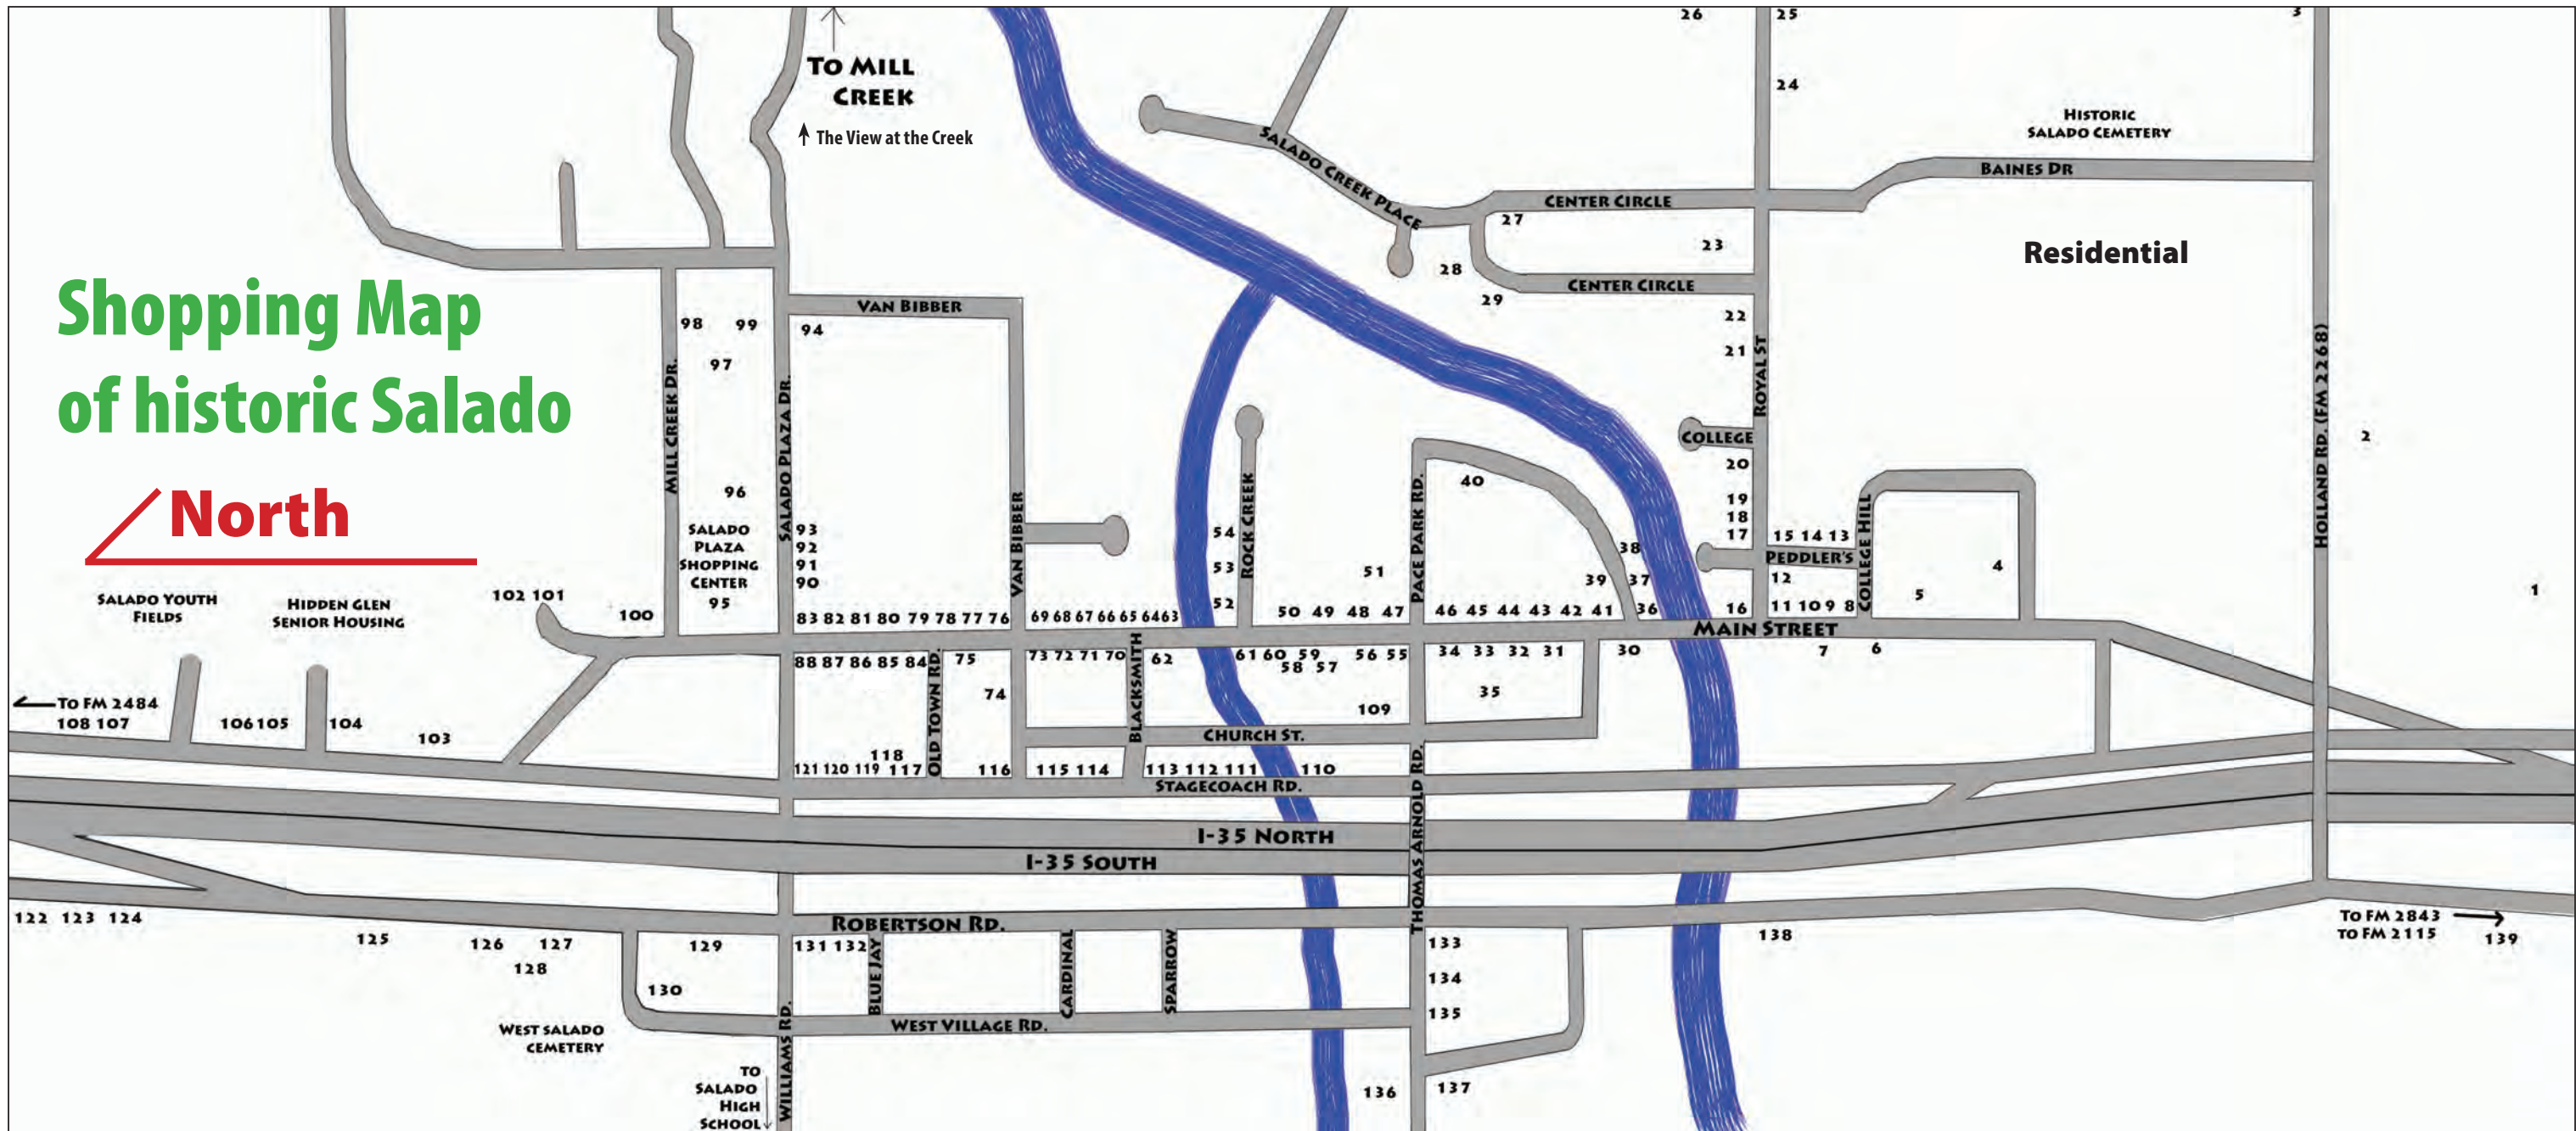 26
25
3
TO MILL
CREEK
The View at the Creek
24
HISTORIC
SALADO CEMETERY
SALADO CREEK PLACE
BAINES DR
CENTER CIRCLE
27
23
Residential
28
CENTER CIRCLE
29
Shopping Map
of historic Salado
North
VAN BIBBER
98 99
94
97
22
21
ROYAL ST
MILL CREEK DR.
SALADO PLAZA DR.
HOLLAND RD. (FM 2268)
2
COLLEGE
20
40
96
SALADO
PLAZA
SHOPPING
CENTER
95
93
92
91
90
VAN BIBBER
54
53
52
ROCK CREEK
51
PACE PARK RD.
38
39 37
19
18
17
15 14 13
PEDDLER'S
12
COLLEGE HILL
4
5
1
SALADO YOUTH
FIELDS
HIDDEN GLEN
SENIOR HOUSING
102 101
100
83 82 81 80 79 78 77 76
69 68 67 66 65 64 63
50 49 48 47
46 45 44 43 42 41
36
16
11 10 9 8
MAIN STREET
88 87 86 85 84
OLD TOWN RD.
75
74
73 72 71 70
BLACKSMITH
62
61 60 59
58 57
56 55
34 33 32 31
30
7 6
35
109
TO FM 2484
108 107
106 105
104
103
CHURCH ST.
118
121 120 119 117
116
115 114
113 112 111
110
STAGECOACH RD.
THOMAS ARNOLD RD.
I-35 NORTH
I-35 SOUTH
ROBERTSON RD.
122 123 124
125
126 127
128
129
130
131 132
BLUE JAY
CARDINAL
SPARROW
133
134
135
138
TO FM 2843
TO FM 2115
139
WEST VILLAGE RD.
WEST SALADO
CEMETERY
WILLIAMS RD.
TO
SALADO
HIGH
SCHOOL
136
137